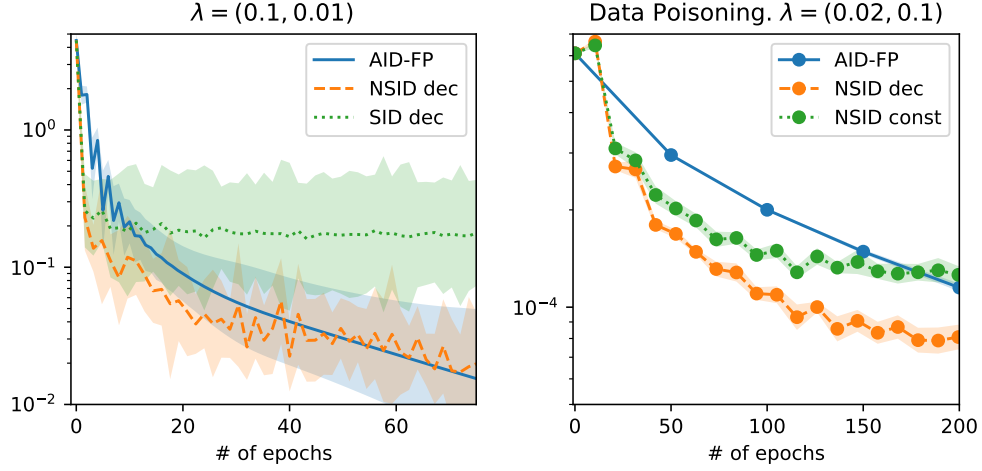 λ = (0.1, 0.01)
AID-FP
NSID dec
SID dec
10⁰
10⁻¹
10⁻²
0 20 40 60
# of epochs
Data Poisoning. λ = (0.02, 0.1)
AID-FP
NSID dec
NSID const
10⁻⁴
0 50 100 150 200
# of epochs